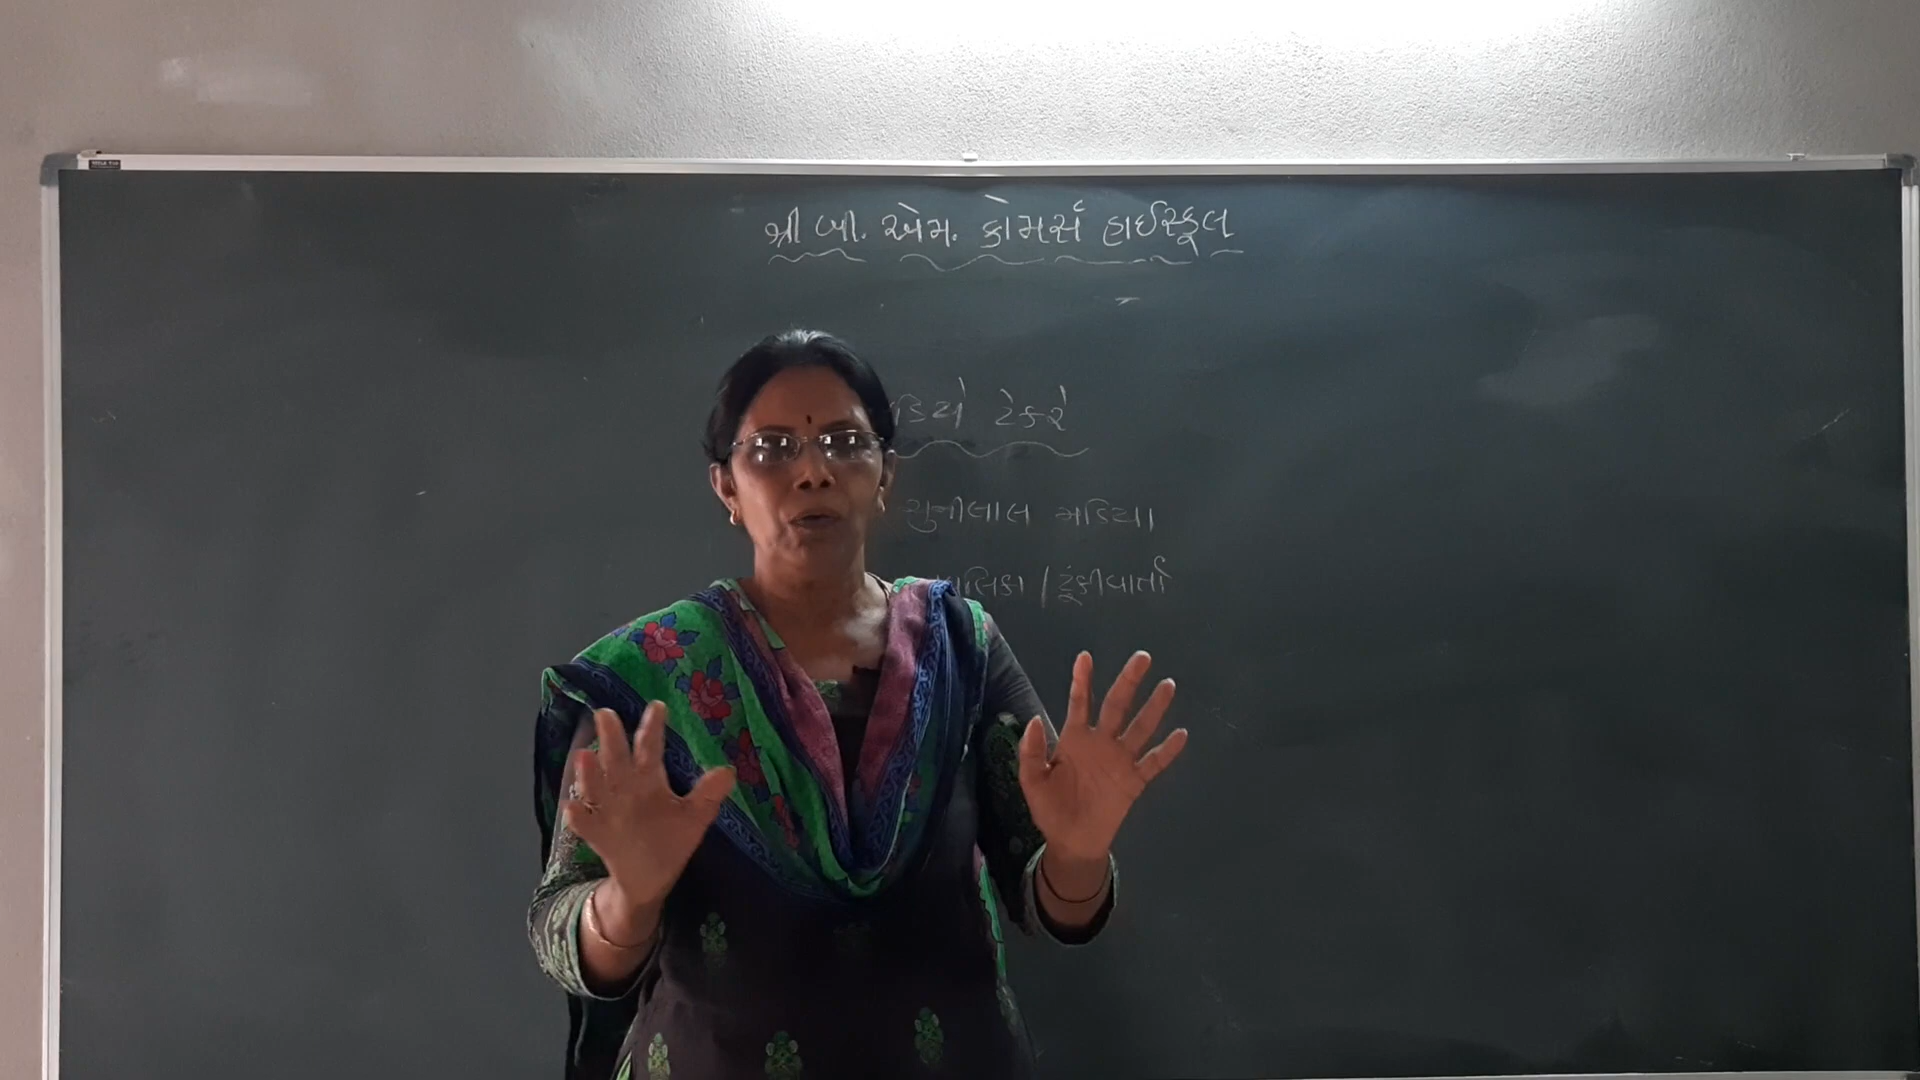 શ્રી બી. એમ. કોમર્સ હાઈસ્કૂલ
ટેકરે
ચુનીલાલ મડિયા
ટૂંકીવાર્તા